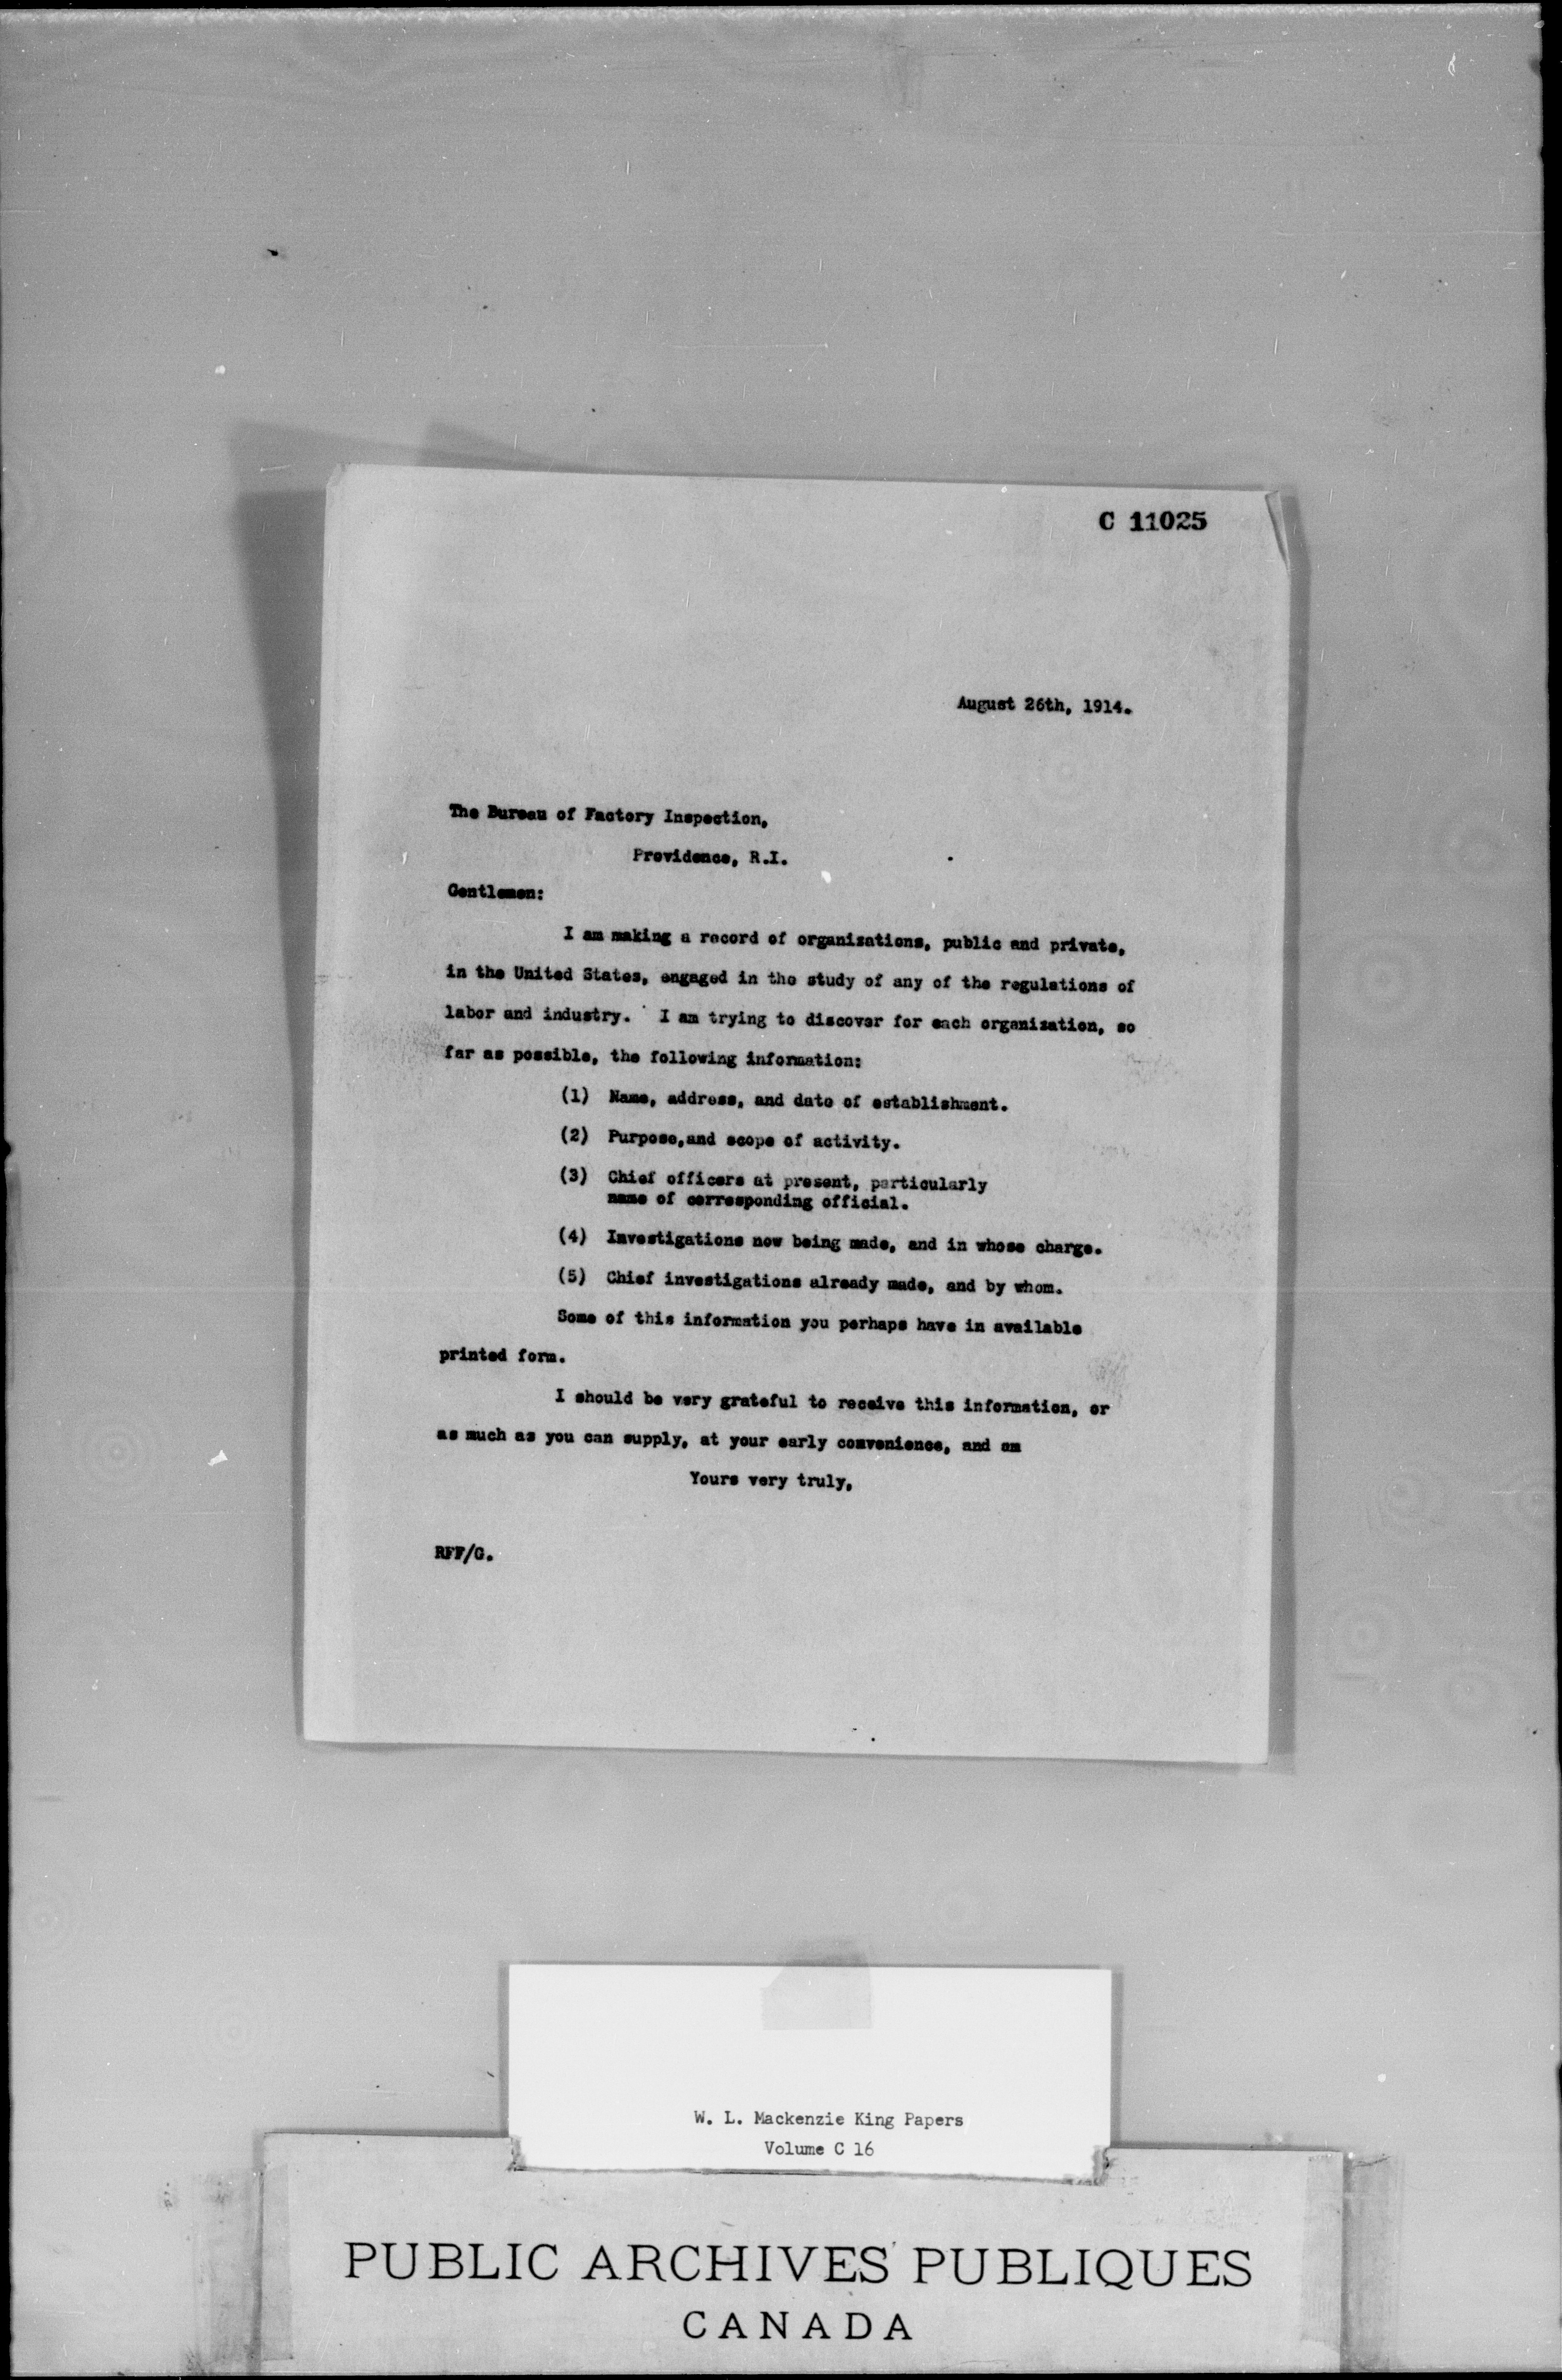 C 11025
August 26th, 1914.
The Bureau of Factory Inspection,
Providence, R.I.
Gentlemen:
I am making a record of organizations, public and private,
in the United States, engaged in the study of any of the regulations of
labor and industry. I am trying to discover for each organization, so
far as possible, the following information:
(1) Name, address, and date of establishment.
(2) Purpose,and scope of activity.
(3) Chief officers at present, particularly
name of corresponding official.
(4) Investigations now being made, and in whose charge.
(5) Chief investigations already made, and by whom.
Some of this information you perhaps have in available
printed form.
I should be very grateful to receive this information, or
as much as you can supply, at your early convenience, and am
Yours very truly,
RFF/G.
W. L. Mackenzie King Papers
Volume C 16
PUBLIC ARCHIVES PUBLIQUES
CANADA